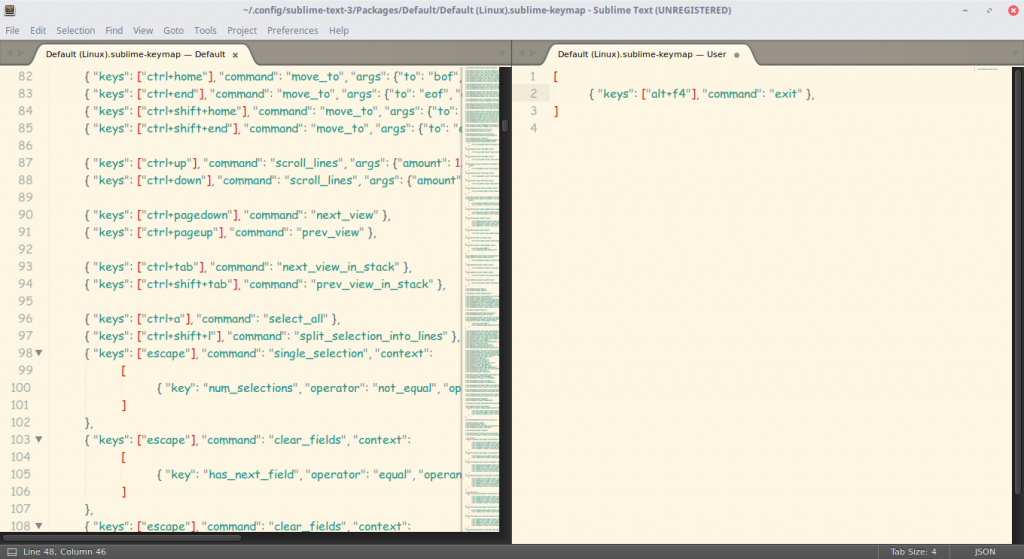 ~/.config/sublime-text-3/Packages/Default/Default (Linux).sublime-keymap - Sublime Text (UNREGISTERED)
File Edit Selection Find View Goto Tools Project Preferences Help
Default (Linux).sublime-keymap — Default
82 { "keys": ["ctrl+home"], "command": "move_to", "args": {"to": "bof",
83 { "keys": ["ctrl+end"], "command": "move_to", "args": {"to": "eof", "
84 { "keys": ["ctrl+shift+home"], "command": "move_to", "args": {"to":
85 { "keys": ["ctrl+shift+end"], "command": "move_to", "args": {"to": "e
86
87 { "keys": ["ctrl+up"], "command": "scroll_lines", "args": {"amount": 1
88 { "keys": ["ctrl+down"], "command": "scroll_lines", "args": {"amount"
89
90 { "keys": ["ctrl+pagedown"], "command": "next_view" },
91 { "keys": ["ctrl+pageup"], "command": "prev_view" },
92
93 { "keys": ["ctrl+tab"], "command": "next_view_in_stack" },
94 { "keys": ["ctrl+shift+tab"], "command": "prev_view_in_stack" },
95
96 { "keys": ["ctrl+a"], "command": "select_all" },
97 { "keys": ["ctrl+shift+l"], "command": "split_selection_into_lines" },
98 { "keys": ["escape"], "command": "single_selection", "context":
99 [
100 { "key": "num_selections", "operator": "not_equal", "op
101 ]
102 },
103 { "keys": ["escape"], "command": "clear_fields", "context":
104 [
105 { "key": "has_next_field", "operator": "equal", "operan
106 ]
107 },
108 { "keys": ["escape"], "command": "clear_fields", "context":
Default (Linux).sublime-keymap — User
1 [
2 { "keys": ["alt+f4"], "command": "exit" },
3 ]
4
Line 48, Column 46
Tab Size: 4
JSON